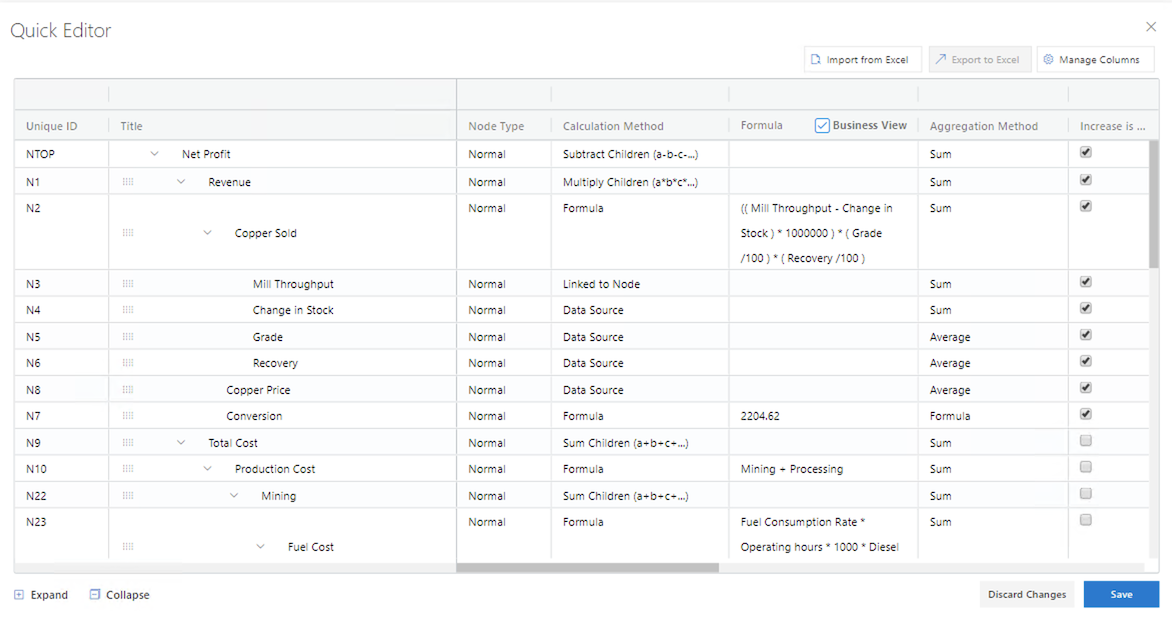 Quick Editor
Import from Excel Export to Excel Manage Columns
Unique ID Title Node Type Calculation Method Formula Business View Aggregation Method Increase is ...
NTOP Net Profit Normal Subtract Children (a-b-c-...) Sum
N1 Revenue Normal Multiply Children (a*b*c*...) Sum
N2 Normal Formula (( Mill Throughput - Change in Sum
Copper Sold Stock ) * 1000000 ) * ( Grade
/100 ) * ( Recovery /100 )
N3 Mill Throughput Normal Linked to Node Sum
N4 Change in Stock Normal Data Source Sum
N5 Grade Normal Data Source Average
N6 Recovery Normal Data Source Average
N8 Copper Price Normal Data Source Average
N7 Conversion Normal Formula 2204.62 Formula
N9 Total Cost Normal Sum Children (a+b+c+...) Sum
N10 Production Cost Normal Formula Mining + Processing Sum
N22 Mining Normal Sum Children (a+b+c+...) Sum
N23 Normal Formula Fuel Consumption Rate * Sum
Fuel Cost Operating hours * 1000 * Diesel
Expand Collapse Discard Changes Save